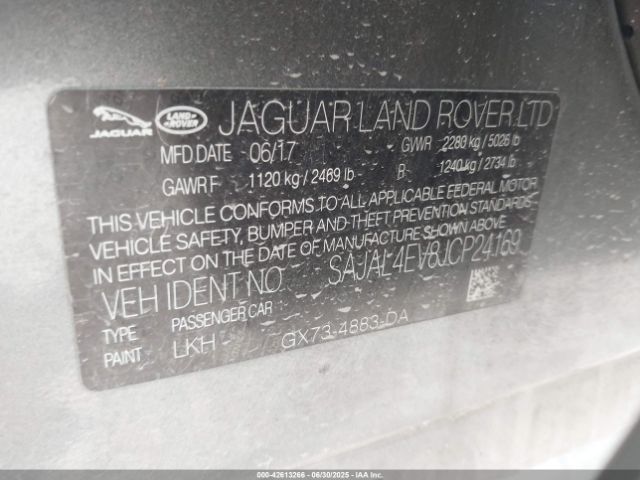 JAGUAR LAND ROVER JAGUAR LAND ROVER LTD
MFD.DATE 06/17 GVWR 2280 kg / 5026 lb
GAWR F 1120 kg / 2469 lb R 1240 kg / 2734 lb
THIS VEHICLE CONFORMS TO ALL APPLICABLE FEDERAL MOTOR
VEHICLE SAFETY, BUMPER AND THEFT PREVENTION STANDARDS
IN EFFECT ON THE DATE OF MANUFACTURE SHOWN ABOVE.
VEH IDENT NO. SAJAL4EV8JCP24169
TYPE PASSENGER CAR
PAINT LKH GX73-4883-DA
000-42613266 - 06/30/2025 - IAAI, INC.